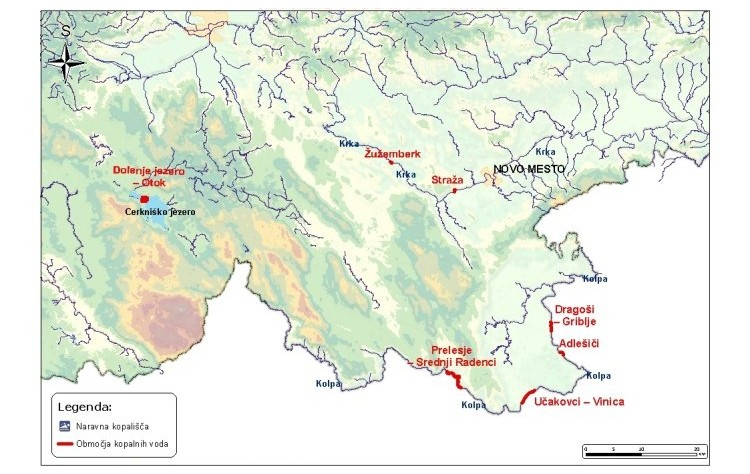 S
Krka
Žužemberk
Krka
Krka
NOVO MESTO
Straža
Dolenje jezero
– Otok
Cerkniško jezero
Kolpa
Dragoši
– Griblje
Adlešiči
Kolpa
Prelesje
– Srednji Radenci
Kolpa
Kolpa
Učakovci – Vinica
Legenda:
Naravna kopališča
Območja kopalnih voda
0 5 10 20